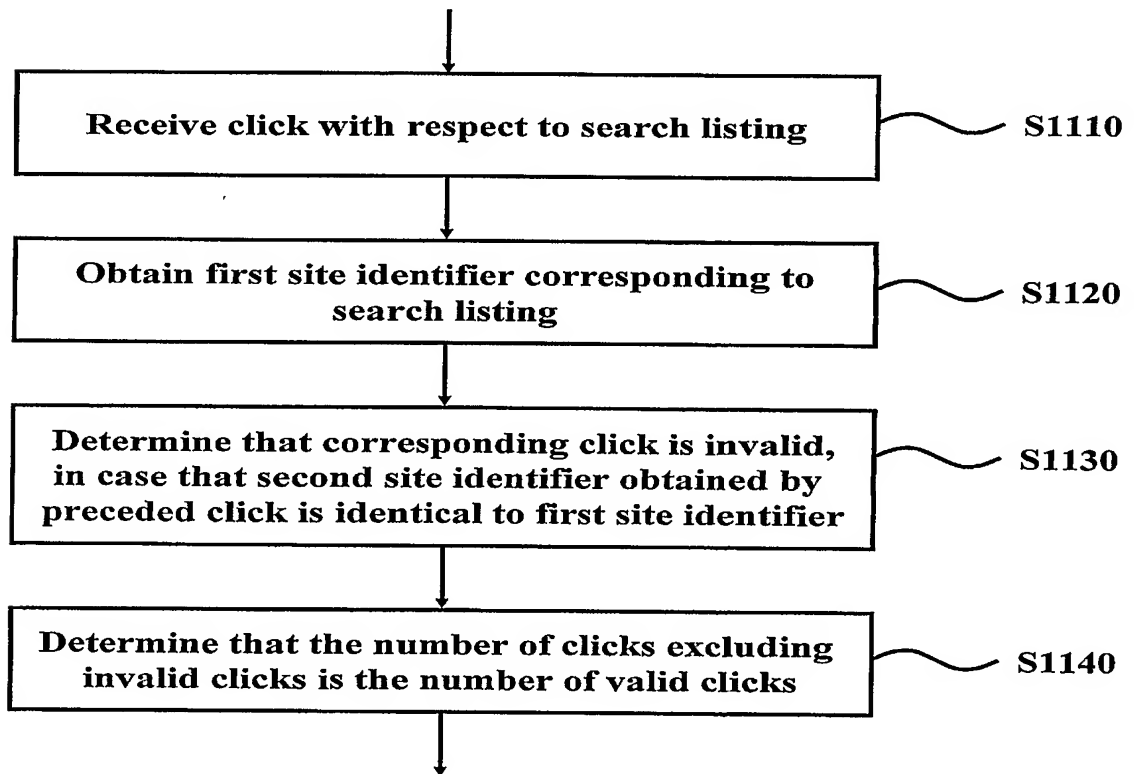 Receive click with respect to search listing
S1110
Obtain first site identifier corresponding to
search listing
S1120
Determine that corresponding click is invalid,
in case that second site identifier obtained by
preceded click is identical to first site identifier
S1130
Determine that the number of clicks excluding
invalid clicks is the number of valid clicks
S1140